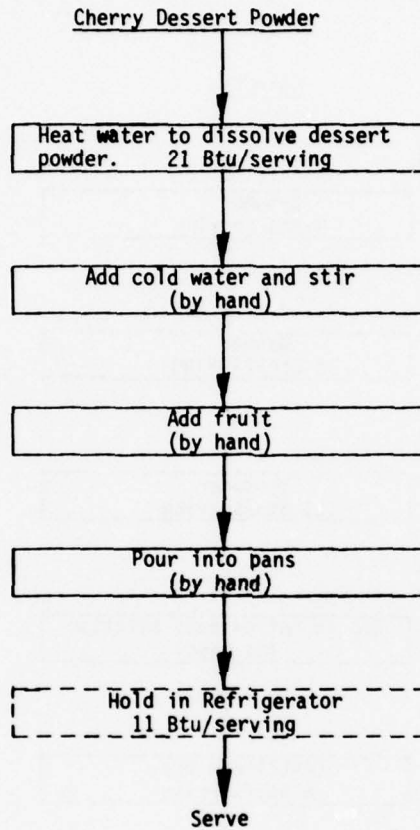 Cherry Dessert Powder
Heat water to dissolve dessert
powder. 21 Btu/serving
Add cold water and stir
(by hand)
Add fruit
(by hand)
Pour into pans
(by hand)
Hold in Refrigerator
11 Btu/serving
Serve